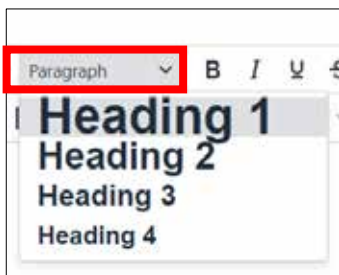 Paragraph B I U S
Heading 1
Heading 2
Heading 3
Heading 4